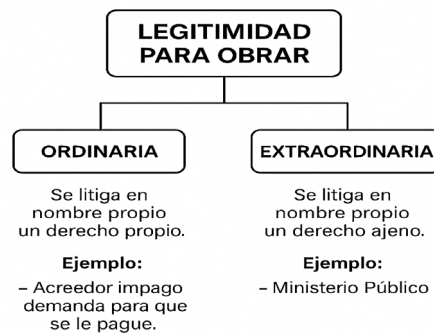 LEGITIMIDAD
PARA OBRAR
ORDINARIA
Se litiga en
nombre propio
un derecho propio.
Ejemplo:
– Acreedor impago
demanda para que
se le pague.
EXTRAORDINARIA
Se litiga en
nombre propio
un derecho ajeno.
Ejemplo:
– Ministerio Público